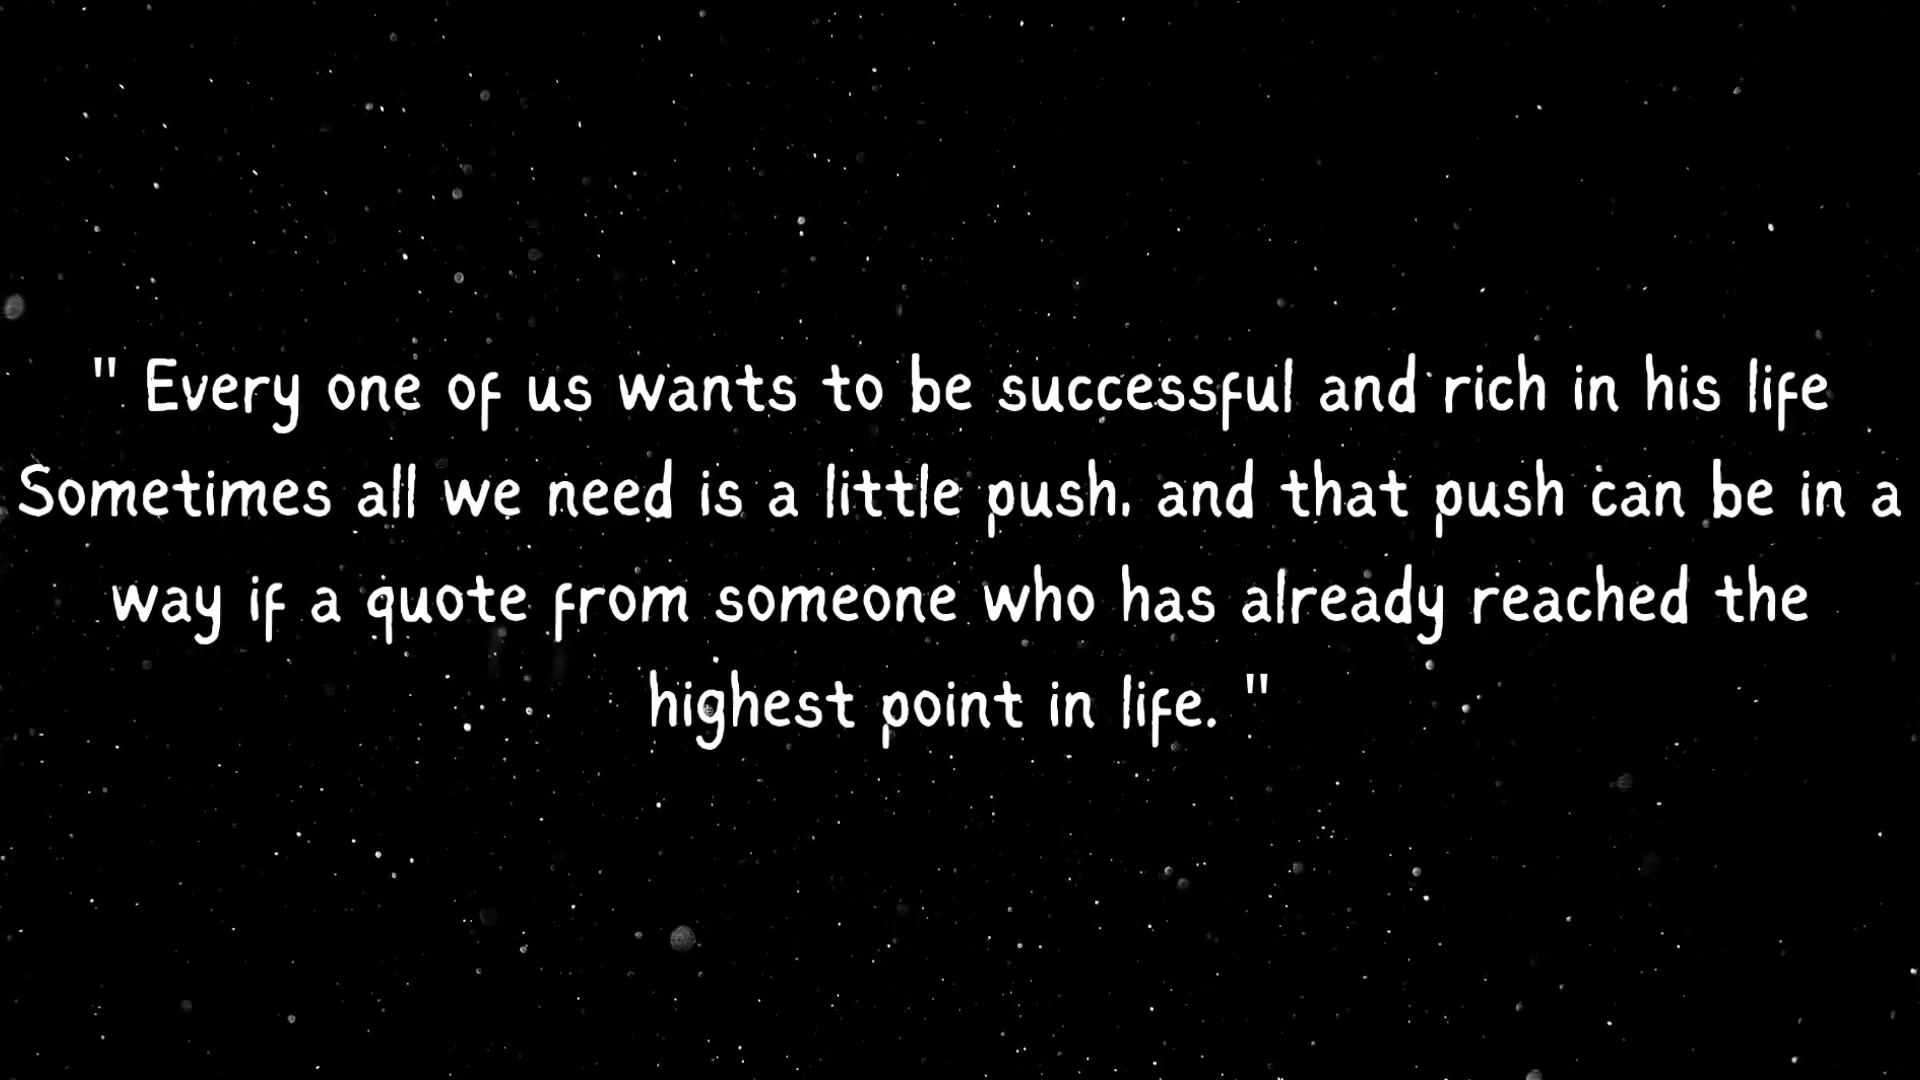 " Every one of us wants to be successful and rich in his life
Sometimes all we need is a little push. and that push can be in a
way if a quote from someone who has already reached the
highest point in life. "